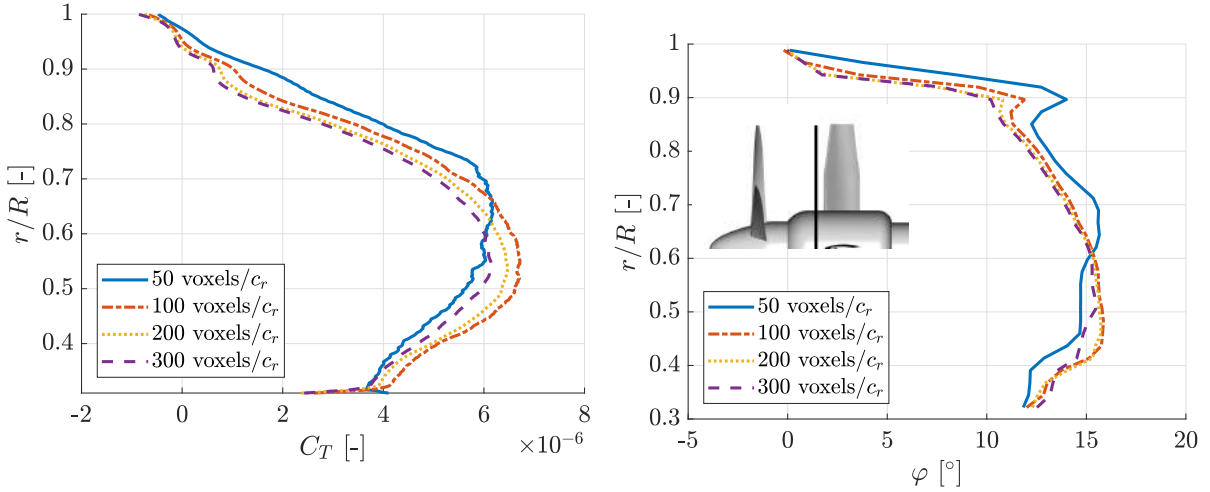 1
0.9
0.8
0.7
0.6
0.5
0.4
r/R [-]
50 voxels/c_r
100 voxels/c_r
200 voxels/c_r
300 voxels/c_r
-2 0 2 4 6 8
C_T [-]
×10^-6
1
0.9
0.8
0.7
0.6
0.5
0.4
0.3
r/R [-]
50 voxels/c_r
100 voxels/c_r
200 voxels/c_r
300 voxels/c_r
-5 0 5 10 15 20
φ [°]